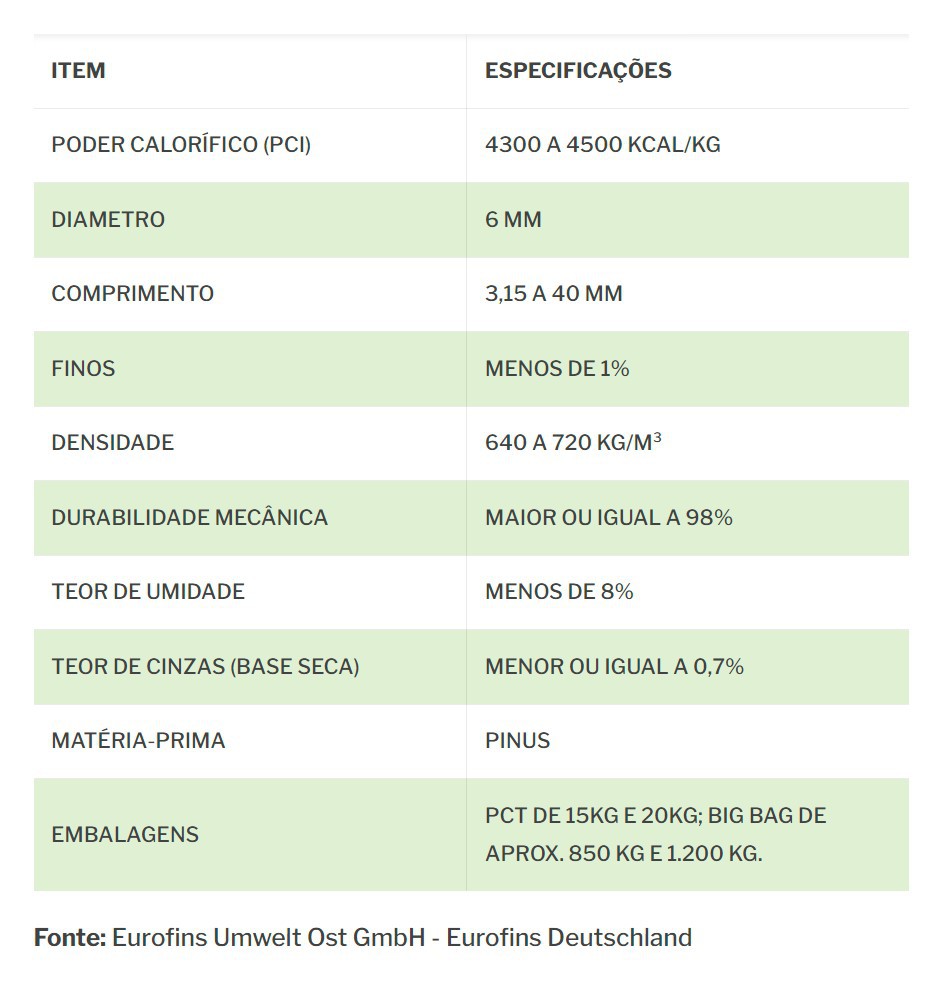 ITEM ESPECIFICAÇÕES
PODER CALORÍFICO (PCI) 4300 A 4500 KCAL/KG
DIAMETRO 6 MM
COMPRIMENTO 3,15 A 40 MM
FINOS MENOS DE 1%
DENSIDADE 640 A 720 KG/M³
DURABILIDADE MECÂNICA MAIOR OU IGUAL A 98%
TEOR DE UMIDADE MENOS DE 8%
TEOR DE CINZAS (BASE SECA) MENOR OU IGUAL A 0,7%
MATÉRIA-PRIMA PINUS
EMBALAGENS PCT DE 15KG E 20KG; BIG BAG DE
APROX. 850 KG E 1.200 KG.
Fonte: Eurofins Umwelt Ost GmbH - Eurofins Deutschland